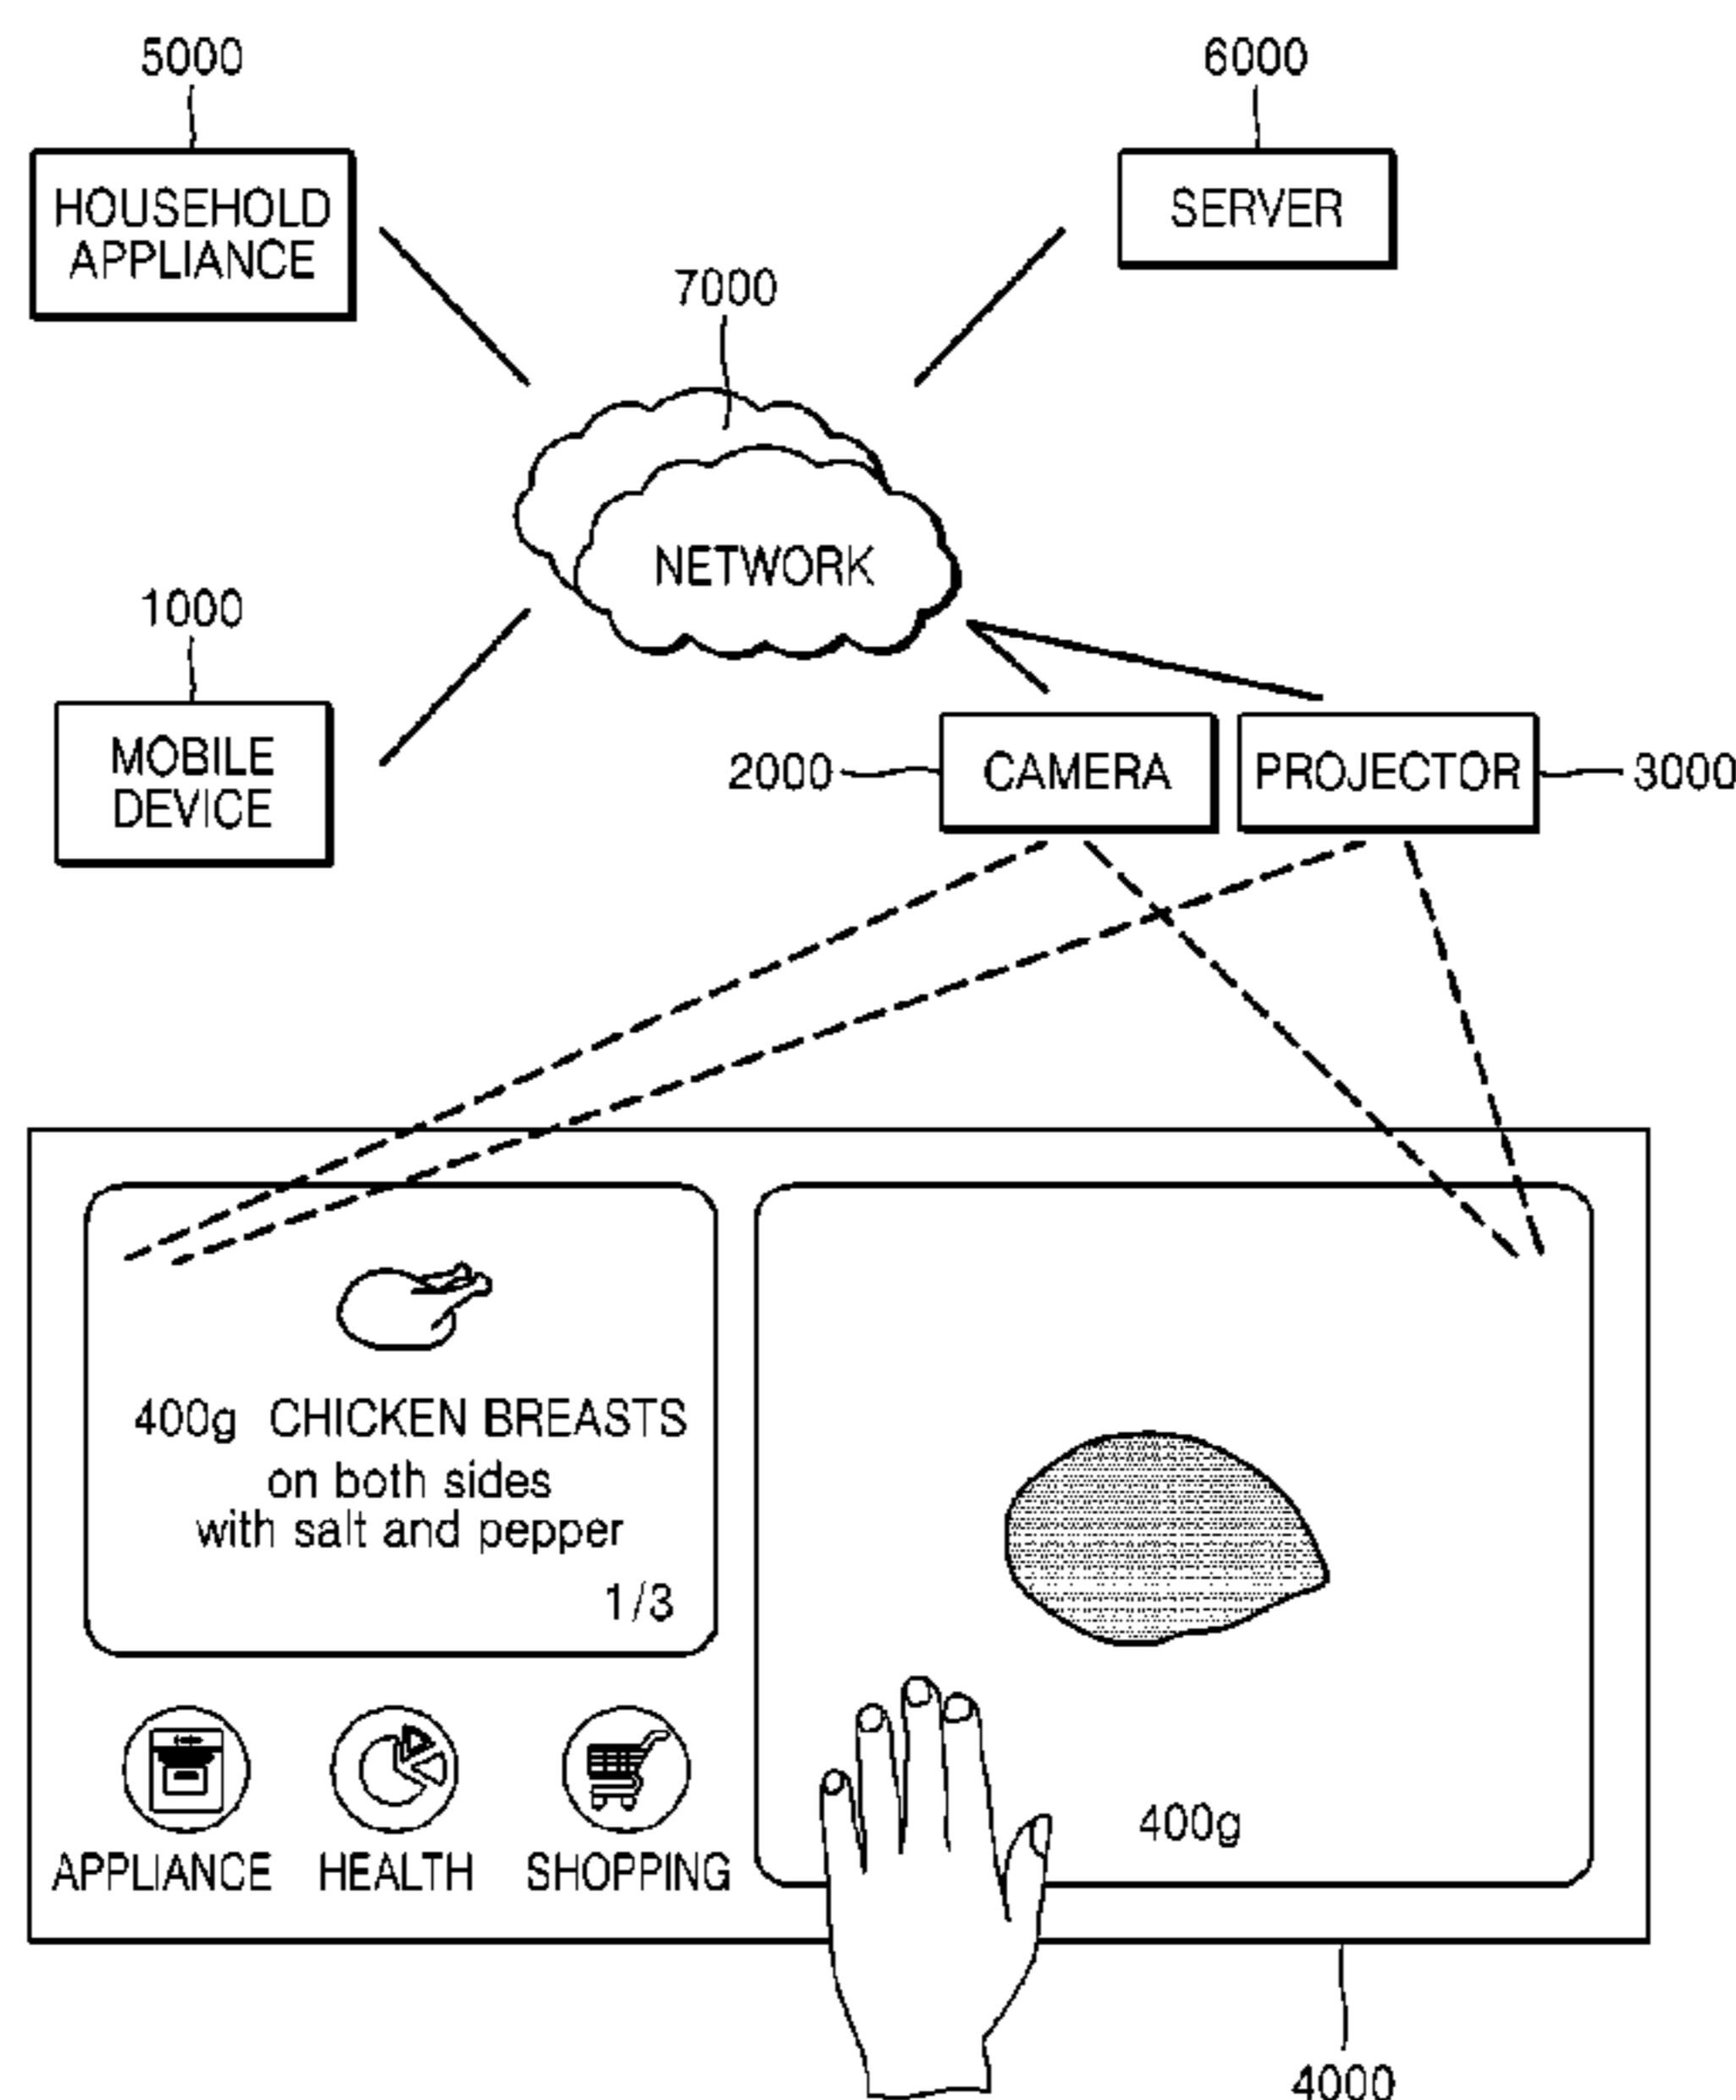 5000
6000
HOUSEHOLD
APPLIANCE
SERVER
7000
NETWORK
1000
MOBILE
DEVICE
2000
CAMERA
PROJECTOR
3000
400g CHICKEN BREASTS
on both sides
with salt and pepper
1/3
400g
APPLIANCE
HEALTH
SHOPPING
4000